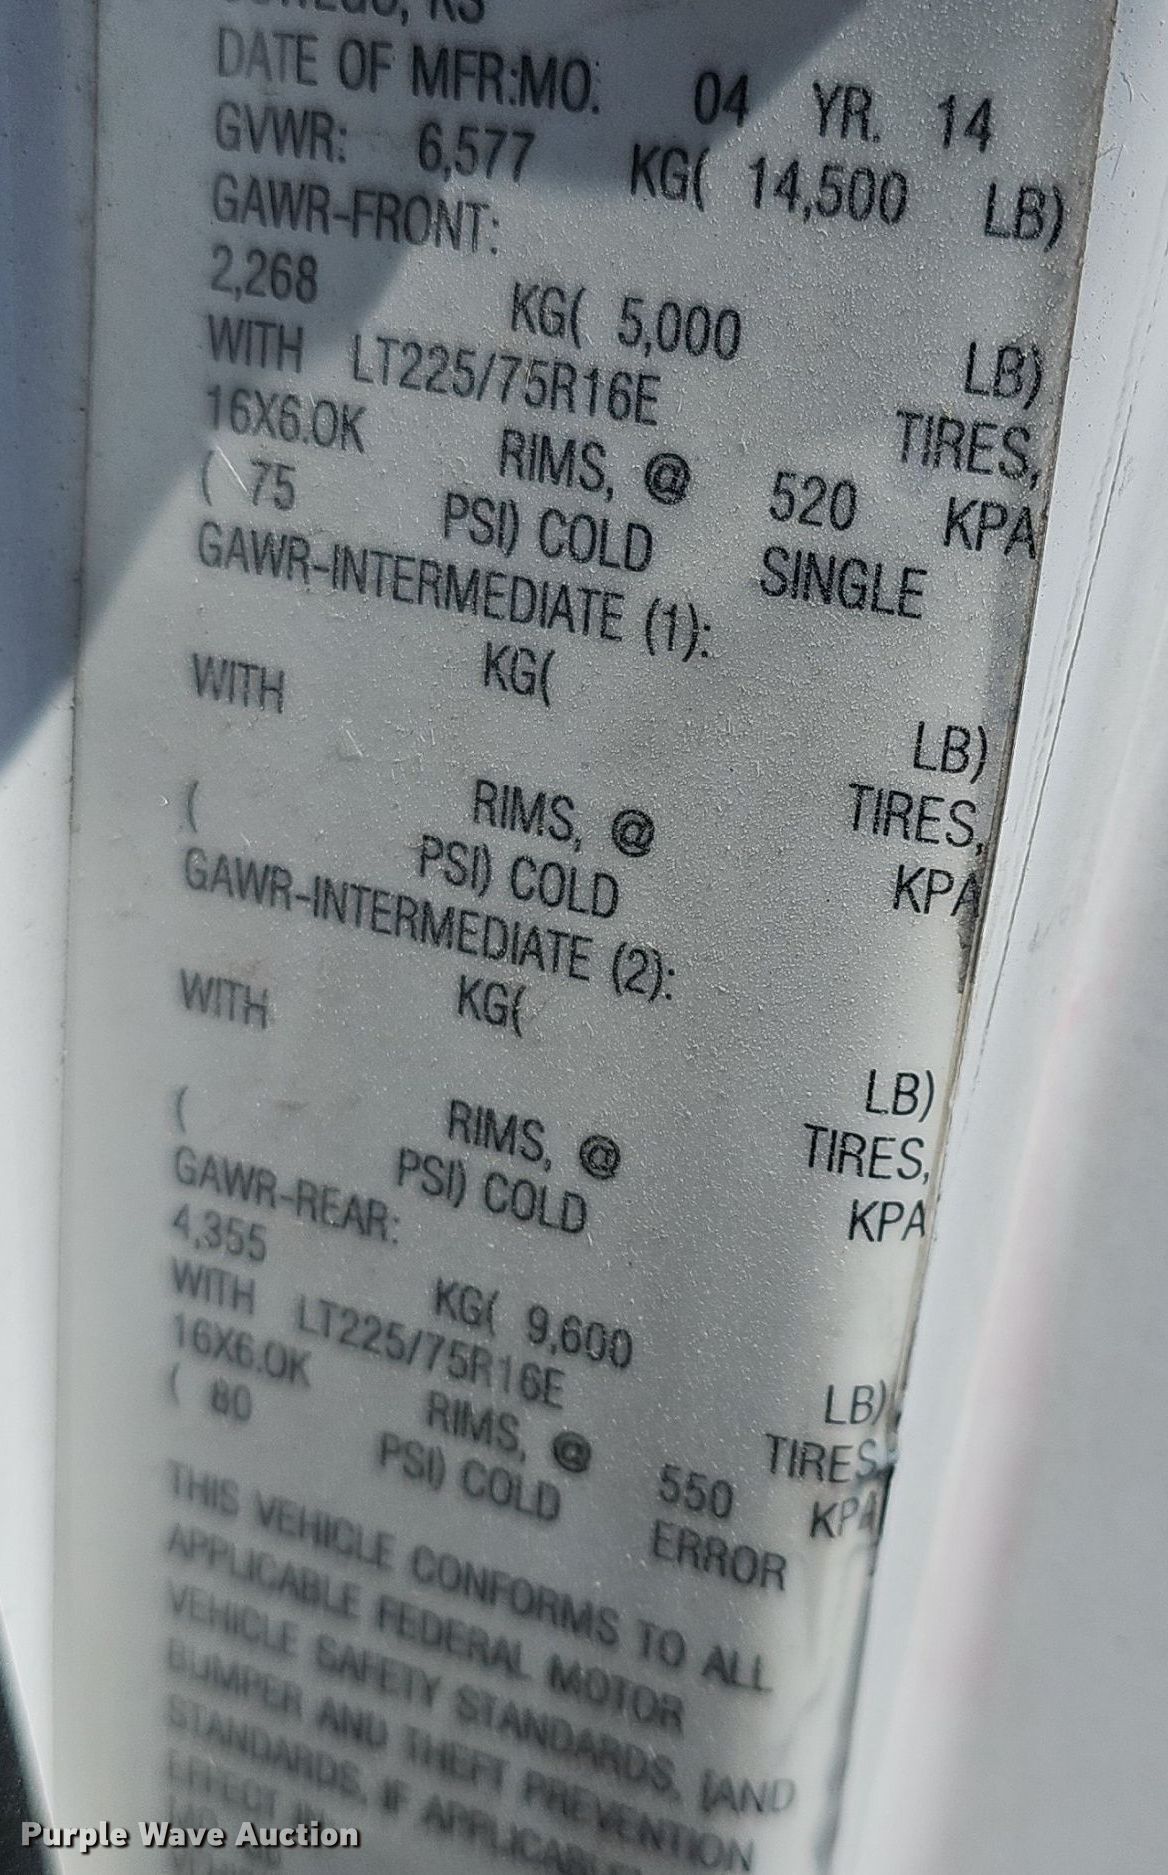 KS
DATE OF MFR:MO: 04 YR. 14
GVWR: 6,577 KG( 14,500 LB)
GAWR-FRONT:
2,268 KG( 5,000 LB)
WITH LT225/75R16E TIRES,
16X6.0K RIMS, @ 520 KPA
( 75 PSI) COLD SINGLE
GAWR-INTERMEDIATE (1):
KG( LB)
WITH TIRES,
RIMS, @ KPA
( PSI) COLD
GAWR-INTERMEDIATE (2):
KG( LB)
WITH TIRES,
RIMS, @ KPA
( PSI) COLD
GAWR-REAR:
4,355 KG( 9,600 LB)
WITH LT225/75R16E TIRES,
16X6.0K RIMS, @ 550 KPA
( 80 PSI) COLD ERROR
THIS VEHICLE CONFORMS TO ALL
APPLICABLE FEDERAL MOTOR
VEHICLE SAFETY STANDARDS, [AND
BUMPER AND THEFT PREVENTION
STANDARDS, IF APPLICABLE]
EFFECT
Purple Wave Auction